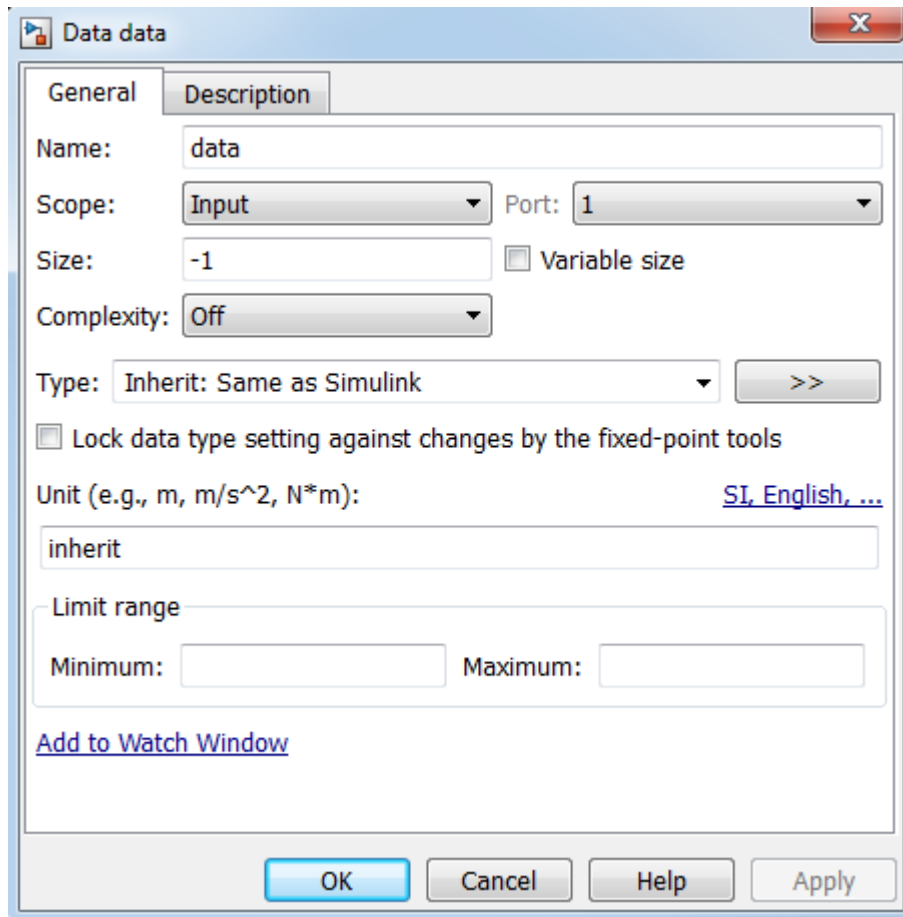 Data data
General Description
Name: data
Scope: Input Port: 1
Size: -1 Variable size
Complexity: Off
Type: Inherit: Same as Simulink >>
Lock data type setting against changes by the fixed-point tools
Unit (e.g., m, m/s^2, N*m): SI, English, ...
inherit
Limit range
Minimum: Maximum:
Add to Watch Window
OK Cancel Help Apply